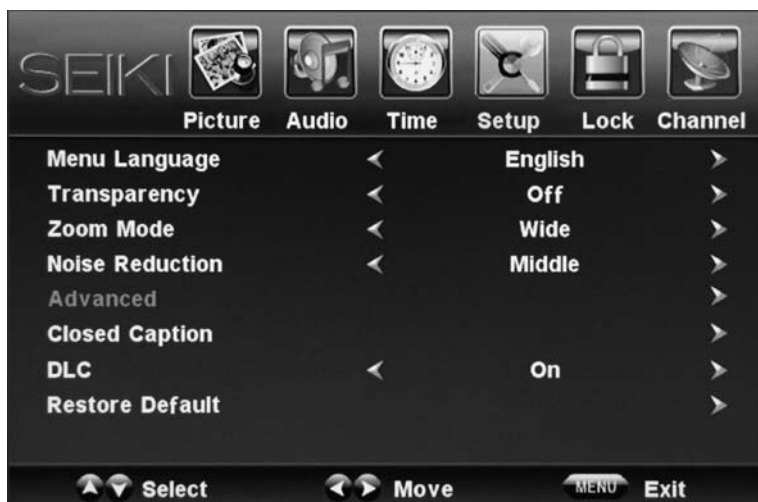 SEIKI
Picture Audio Time Setup Lock Channel
Menu Language English
Transparency Off
Zoom Mode Wide
Noise Reduction Middle
Advanced
Closed Caption
DLC On
Restore Default
Select Move MENU Exit